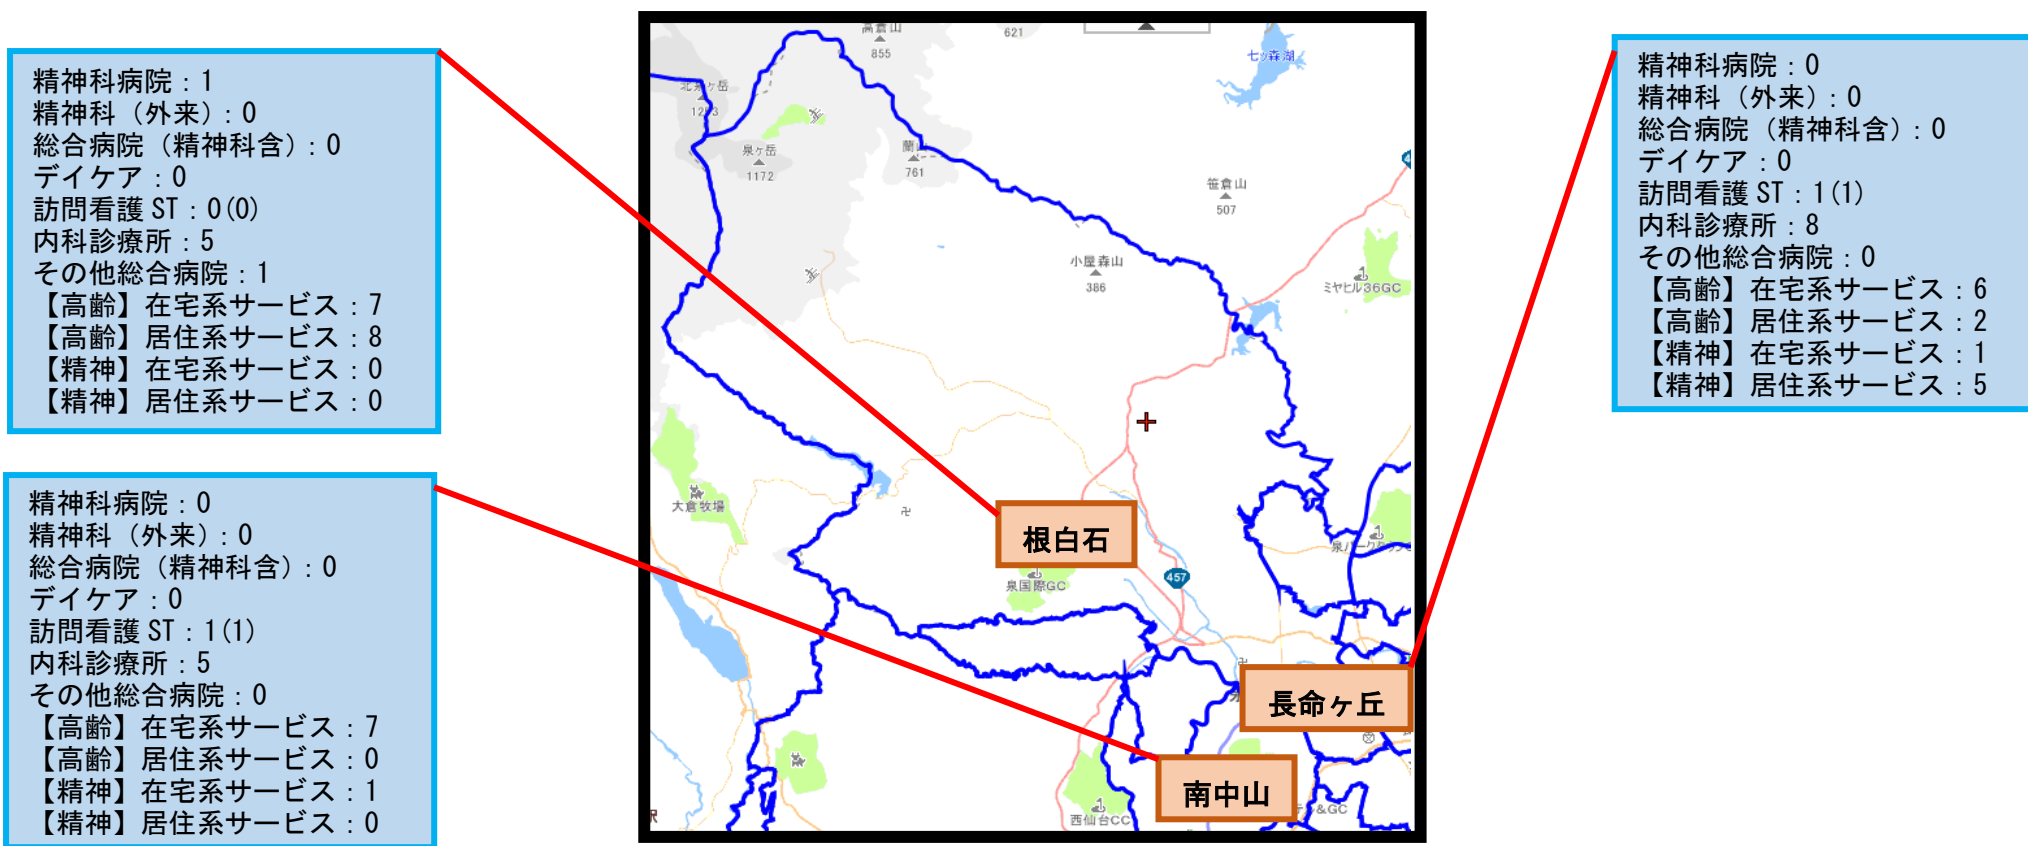 精神科病院：1
精神科（外来）：0
総合病院（精神科含）：0
デイケア：0
訪問看護 ST：0(0)
内科診療所：5
その他総合病院：1
【高齢】在宅系サービス：7
【高齢】居住系サービス：8
【精神】在宅系サービス：0
【精神】居住系サービス：0
精神科病院：0
精神科（外来）：0
総合病院（精神科含）：0
デイケア：0
訪問看護 ST：1(1)
内科診療所：5
その他総合病院：0
【高齢】在宅系サービス：7
【高齢】居住系サービス：0
【精神】在宅系サービス：1
【精神】居住系サービス：0
高倉山
855
621
七ツ森湖
北泉ヶ岳
泉ヶ岳
1172
761
笹倉山
507
小屋森山
386
ミヤヒル36GC
大倉牧場
根白石
泉国際GC
457
長命ヶ丘
南中山
西仙台CC
&GC
精神科病院：0
精神科（外来）：0
総合病院（精神科含）：0
デイケア：0
訪問看護 ST：1(1)
内科診療所：8
その他総合病院：0
【高齢】在宅系サービス：6
【高齢】居住系サービス：2
【精神】在宅系サービス：1
【精神】居住系サービス：5